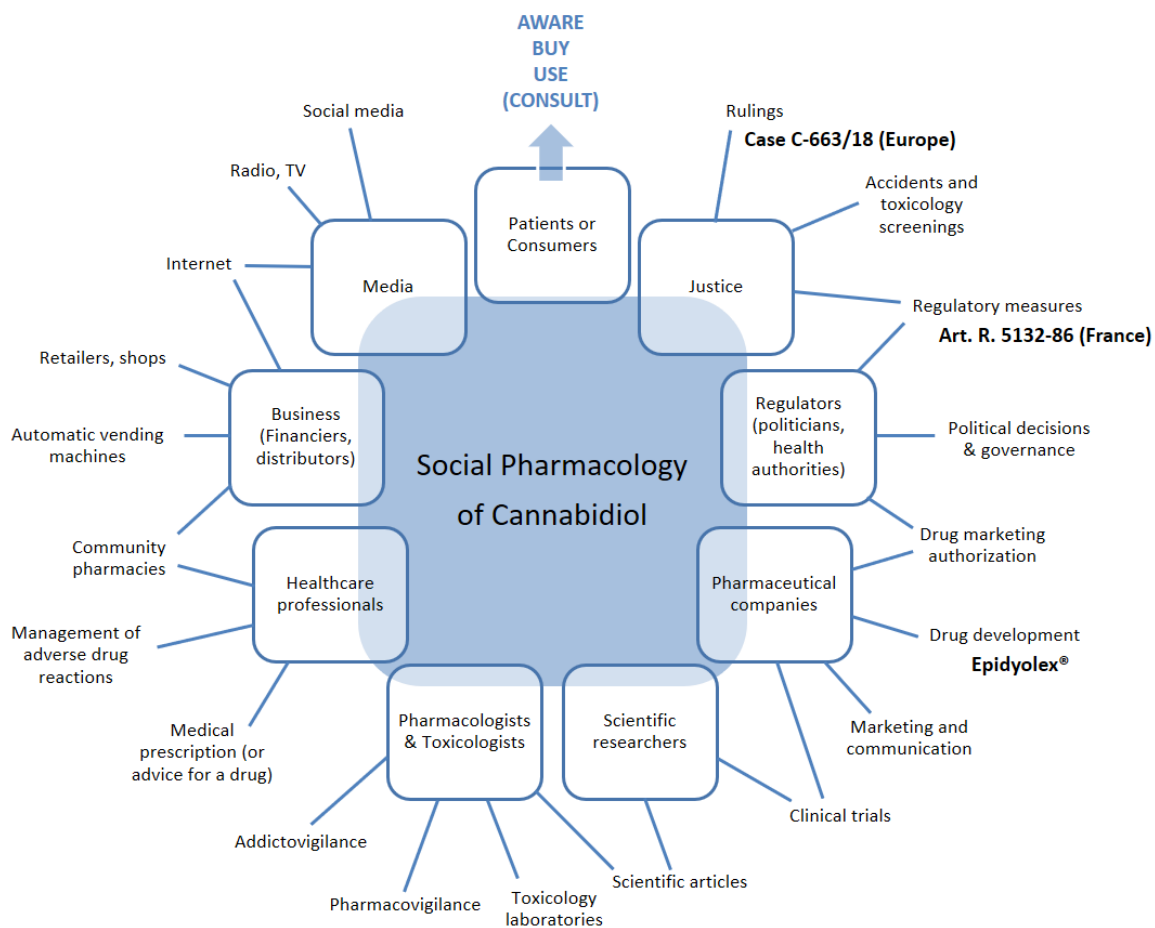 AWARE
BUY
USE
(CONSULT)
Social media
Rulings
Case C-663/18 (Europe)
Radio, TV
Accidents and
toxicology
screenings
Patients or
Consumers
Internet
Media
Justice
Regulatory measures
Art. R. 5132-86 (France)
Retailers, shops
Business
(Financiers,
distributors)
Regulators
(politicians,
health
authorities)
Automatic vending
machines
Political decisions
& governance
Social Pharmacology
of Cannabidiol
Community
pharmacies
Drug marketing
authorization
Healthcare
professionals
Pharmaceutical
companies
Management of
adverse drug
reactions
Drug development
Epidyolex®
Medical
prescription (or
advice for a drug)
Pharmacologists
& Toxicologists
Scientific
researchers
Marketing and
communication
Clinical trials
Addictovigilance
Scientific articles
Pharmacovigilance
Toxicology
laboratories